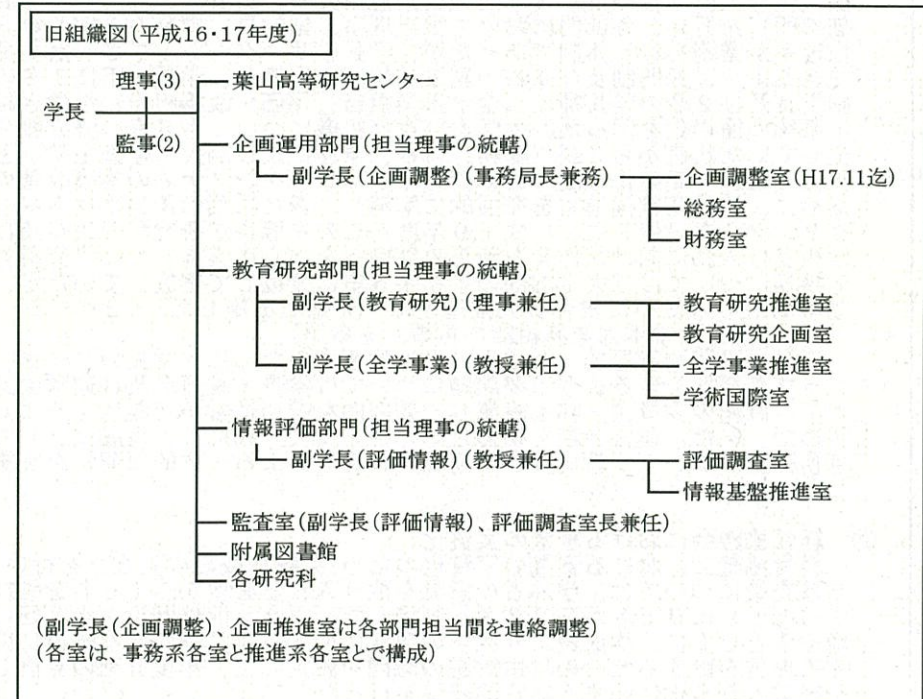 旧組織図(平成16・17年度)
理事(3)
葉山高等研究センター
学長
監事(2)
企画運用部門(担当理事の統轄)
副学長(企画調整)(事務局長兼務)
企画調整室(H17.11迄)
総務室
財務室
教育研究部門(担当理事の統轄)
副学長(教育研究)(理事兼任)
教育研究推進室
教育研究企画室
副学長(全学事業)(教授兼任)
全学事業推進室
学術国際室
情報評価部門(担当理事の統轄)
副学長(評価情報)(教授兼任)
評価調査室
情報基盤推進室
監査室(副学長(評価情報)、評価調査室長兼任)
附属図書館
各研究科
(副学長(企画調整)、企画推進室は各部門担当間を連絡調整)
(各室は、事務系各室と推進系各室とで構成)